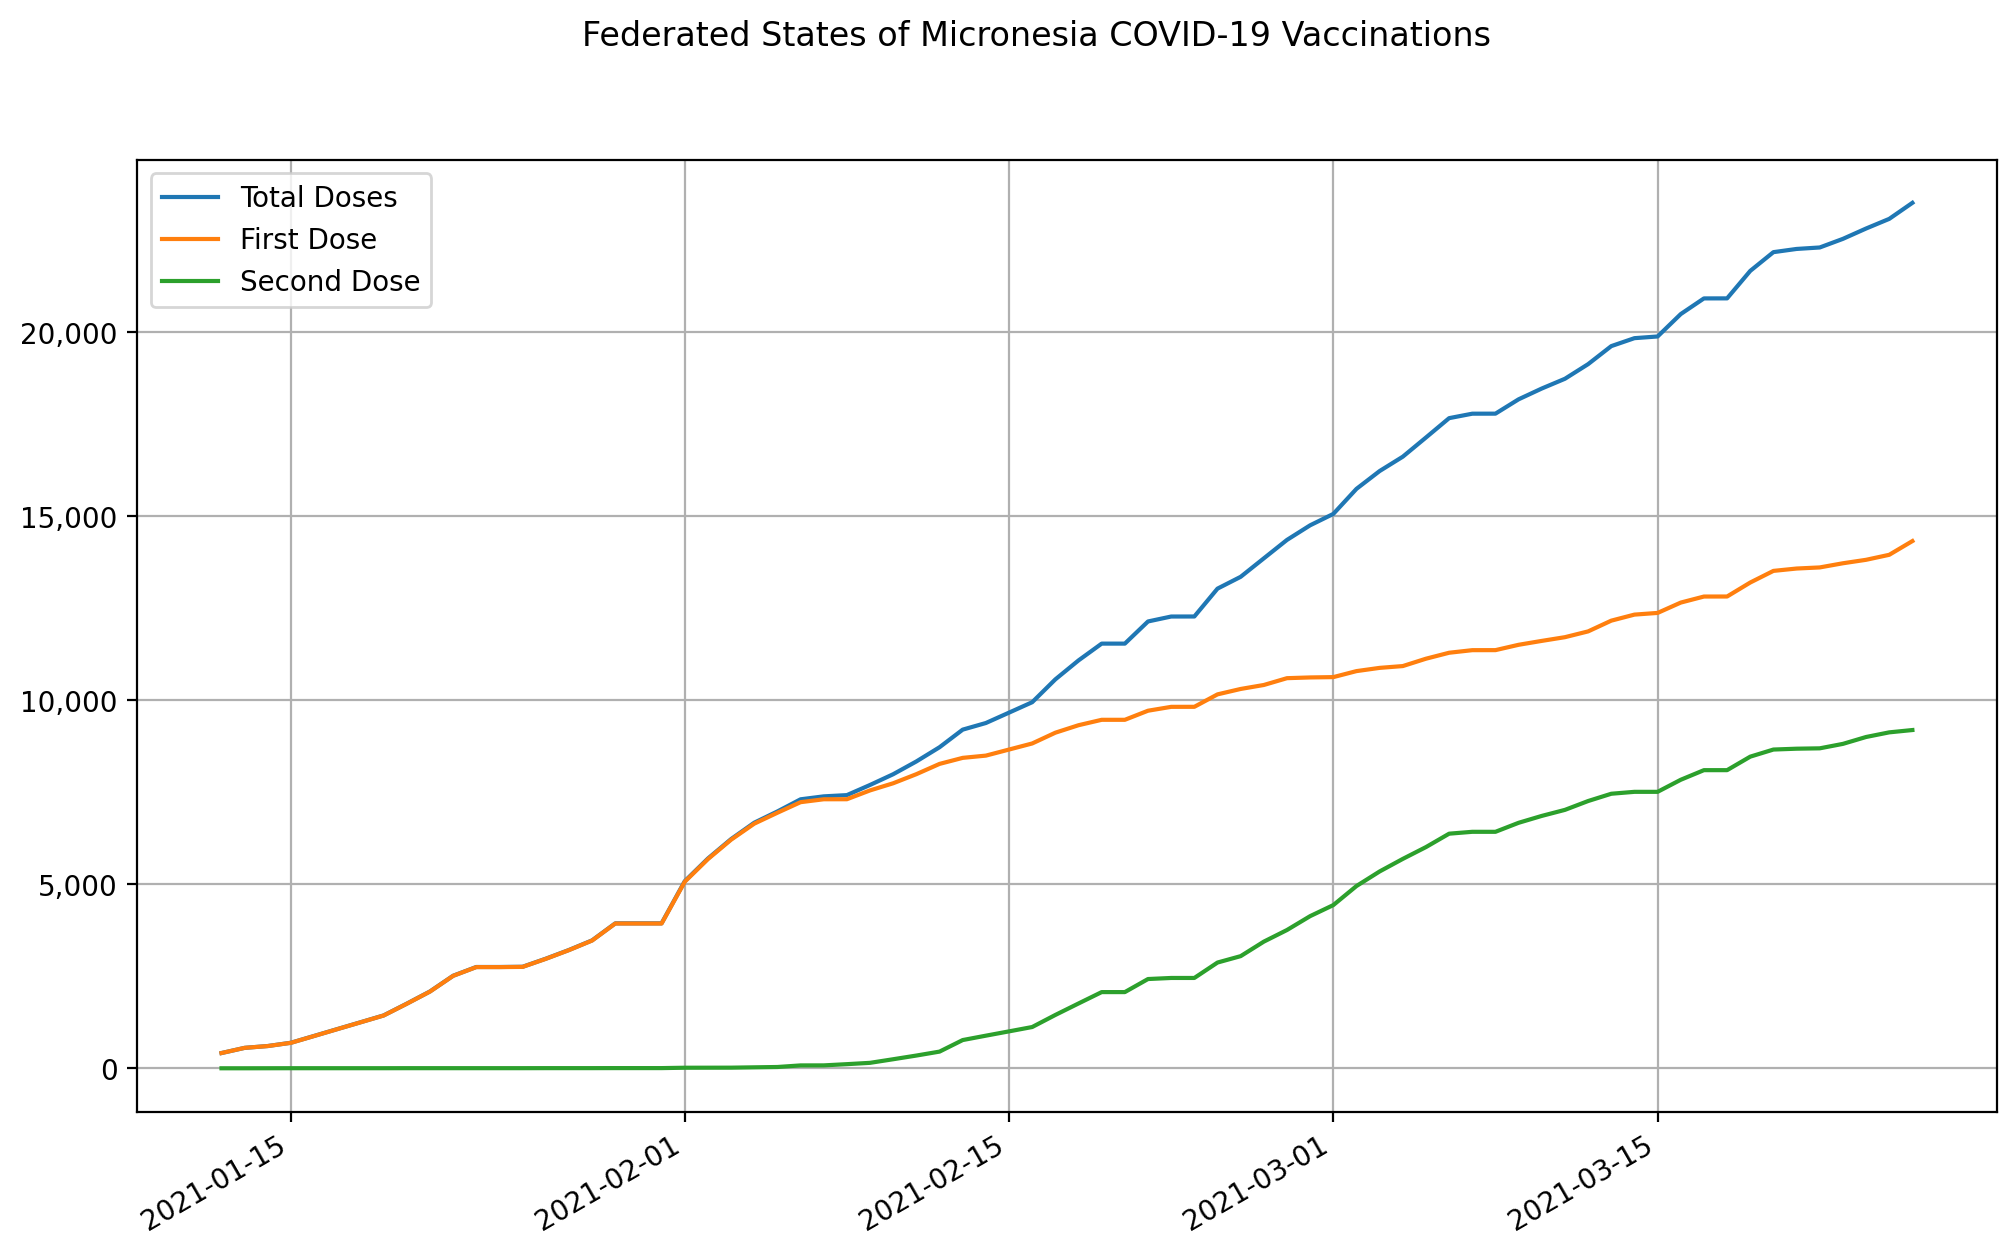 Federated States of Micronesia COVID-19 Vaccinations
Total Doses
First Dose
Second Dose
20,000
15,000
10,000
5,000
0
2021-01-15
2021-02-01
2021-02-15
2021-03-01
2021-03-15